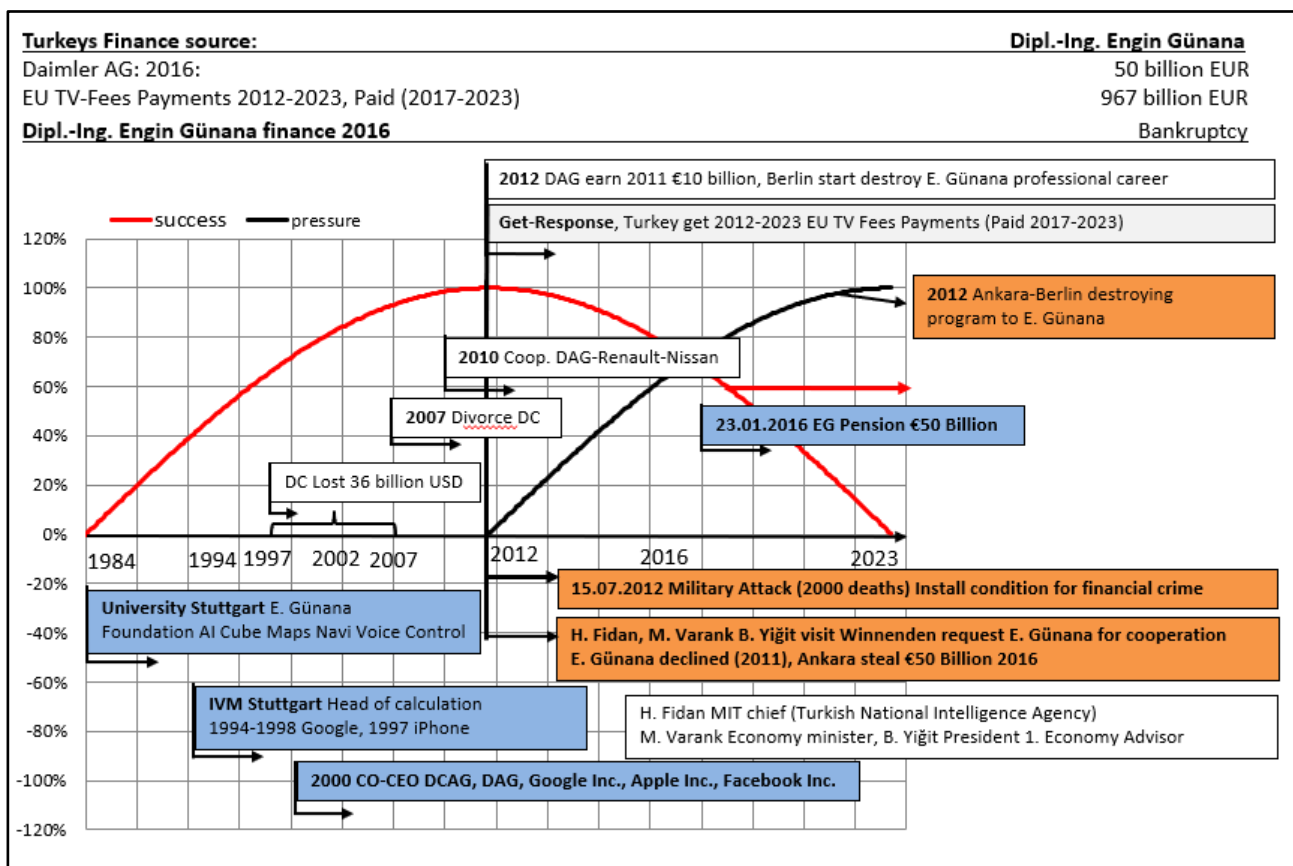 Turkeys Finance source: Dipl.-Ing. Engin Günana
Daimler AG: 2016: 50 billion EUR
EU TV-Fees Payments 2012-2023, Paid (2017-2023) 967 billion EUR
Dipl.-Ing. Engin Günana finance 2016 Bankruptcy
2012 DAG earn 2011 €10 billion, Berlin start destroy E. Günana professional career
success pressure
Get-Response, Turkey get 2012-2023 EU TV Fees Payments (Paid 2017-2023)
120%
100%
2012 Ankara-Berlin destroying
program to E. Günana
80%
2010 Coop. DAG-Renault-Nissan
60%
2007 Divorce DC
23.01.2016 EG Pension €50 Billion
40%
DC Lost 36 billion USD
20%
0%
1984 1994 1997 2002 2007 2012 2016 2023
-20%
15.07.2012 Military Attack (2000 deaths) Install condition for financial crime
University Stuttgart E. Günana
Foundation AI Cube Maps Navi Voice Control
-40%
H. Fidan, M. Varank B. Yiğit visit Winnenden request E. Günana for cooperation
E. Günana declined (2011), Ankara steal €50 Billion 2016
-60%
IVM Stuttgart Head of calculation
1994-1998 Google, 1997 iPhone
H. Fidan MIT chief (Turkish National Intelligence Agency)
M. Varank Economy minister, B. Yiğit President 1. Economy Advisor
-80%
-100%
2000 CO-CEO DCAG, DAG, Google Inc., Apple Inc., Facebook Inc.
-120%